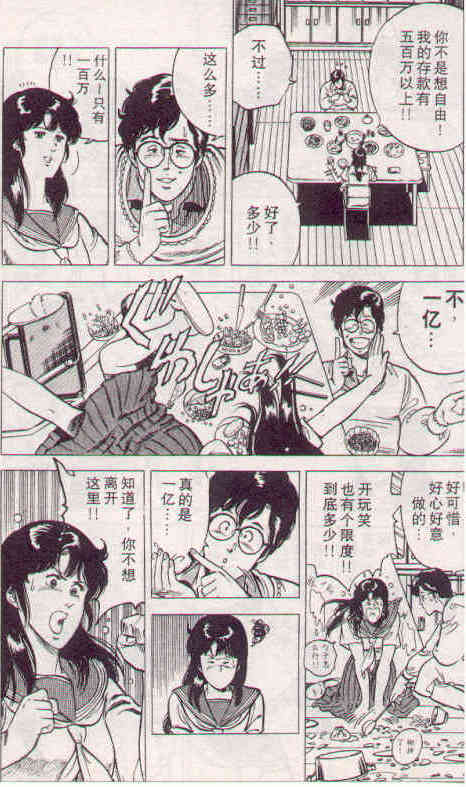 你不是想自由！
我的存款有
五百万以上!!
不过……
好了、
多少!!
这么多……
什么！只有
一百万
!!
不，
一亿…
好可惜，
好心好意
做的…
开玩笑
也有个限度!!
到底多少!!
真的是
一亿…
知道了，你不想
离开
这里!!